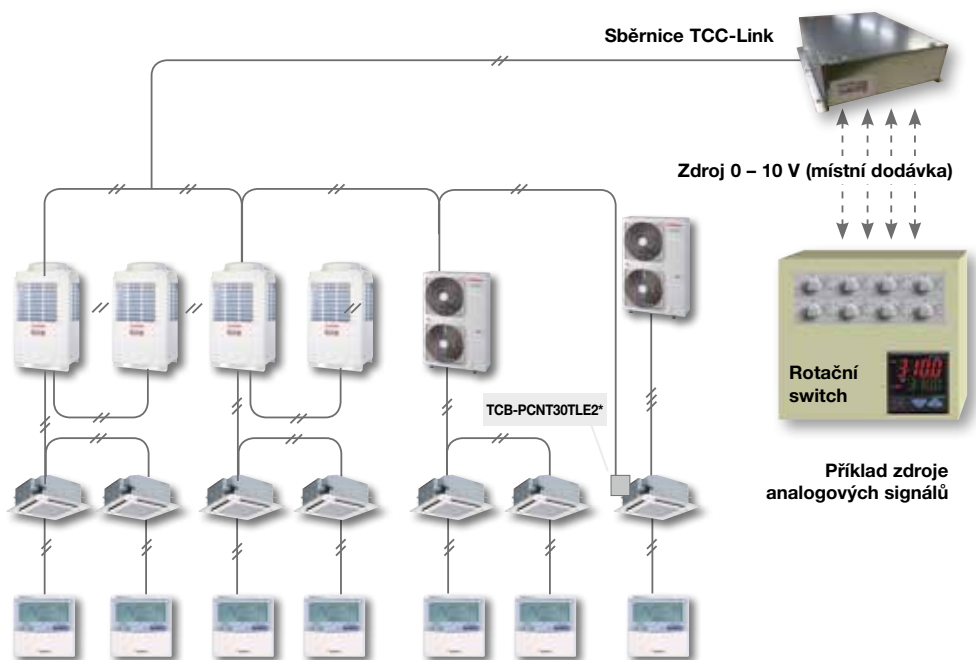 Sběrnice TCC-Link
Zdroj 0 – 10 V (místní dodávka)
Rotační
switch
TCB-PCNT30TLE2*
Příklad zdroje
analogových signálů